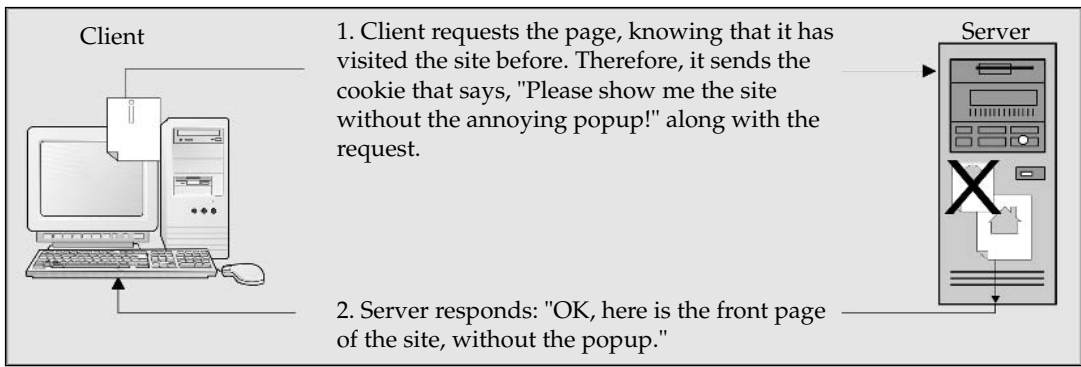 Client
1. Client requests the page, knowing that it has
visited the site before. Therefore, it sends the
cookie that says, "Please show me the site
without the annoying popup!" along with the
request.
Server
2. Server responds: "OK, here is the front page
of the site, without the popup."